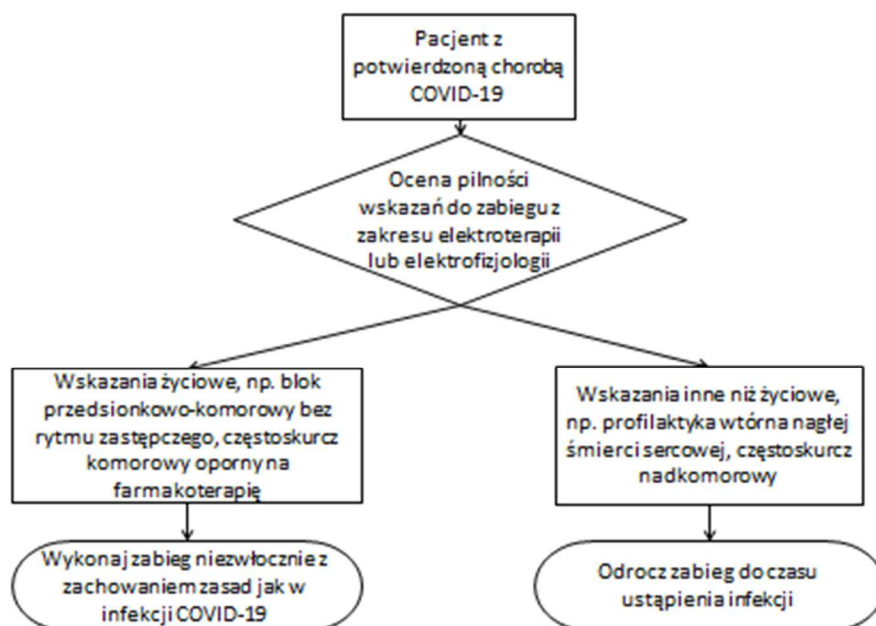 Pacjent z
potwierdzoną chorobą
COVID-19
Ocena pilności
wskazań do zabiegu z
zakresu elektroterapii
lub elektrofizjologii
Wskazania życiowe, np. blok
przedsionkowo-komorowy bez
rytmu zastępczego, częstoskurcz
komorowy oporny na
farmakoterapię
Wskazania inne niż życiowe,
np. profilaktyka wtórna nagłej
śmierci sercowej, częstoskurcz
nadkomorowy
Wykonaj zabieg niezwłocznie z
zachowaniem zasad jak w
infekcji COVID-19
Odrocz zabieg do czasu
ustąpienia infekcji